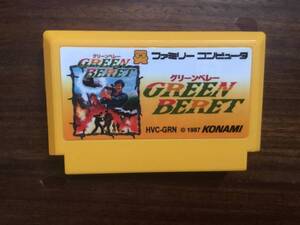 グリーンベレー
GREEN BERET
ファミリー コンピュータ
グリーンベレー
GREEN
BERET
HVC-GRN © 1987 KONAMI